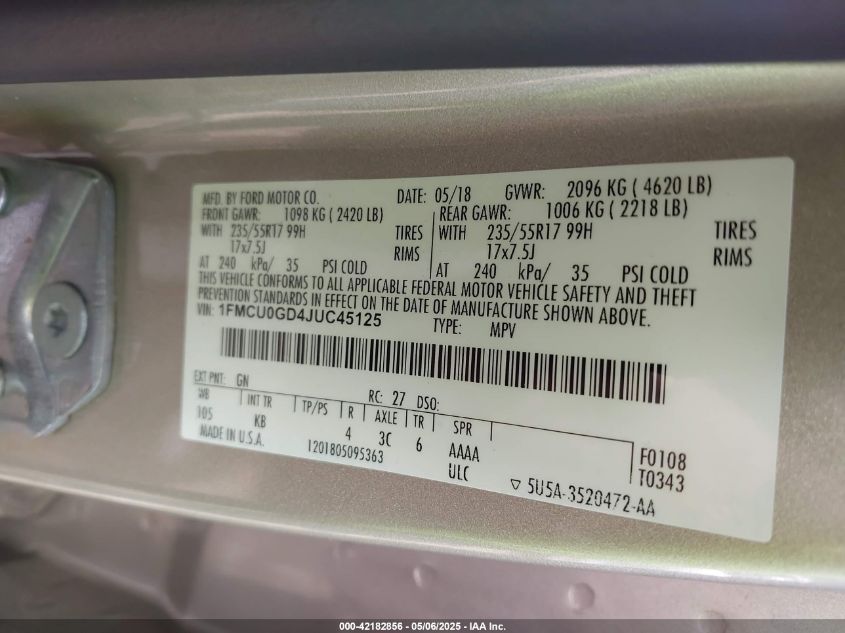 MFD. BY FORD MOTOR CO. DATE: 05/18 GVWR: 2096 KG ( 4620 LB)
FRONT GAWR: 1098 KG ( 2420 LB) REAR GAWR: 1006 KG ( 2218 LB)
WITH 235/55R17 99H TIRES WITH 235/55R17 99H TIRES
17x7.5J RIMS 17x7.5J RIMS
AT 240 kPa/ 35 PSI COLD AT 240 kPa/ 35 PSI COLD
THIS VEHICLE CONFORMS TO ALL APPLICABLE FEDERAL MOTOR VEHICLE SAFETY AND THEFT
PREVENTION STANDARDS IN EFFECT ON THE DATE OF MANUFACTURE SHOWN ABOVE.
VIN: 1FMCU0GD4JUC45125 TYPE: MPV
EXT PNT: GN RC: 27 DSO:
WB INT TR TP/PS R AXLE TR SPR
105 KB 4 3C 6 AAAA F0108
MADE IN U.S.A. 1201805095363 ULC T0343
▽ 5U5A-3520472-AA
000-42182856 - 05/06/2025 - IAA Inc.